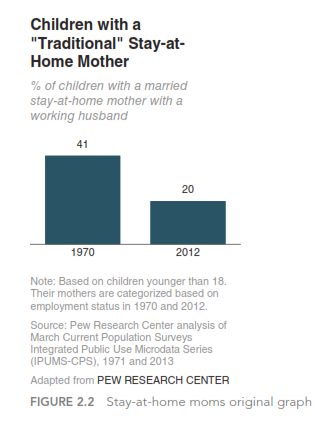 Children with a
"Traditional" Stay-at-
Home Mother
% of children with a married
stay-at-home mother with a
working husband
41
20
1970 2012
Note: Based on children younger than 18.
Their mothers are categorized based on
employment status in 1970 and 2012.
Source: Pew Research Center analysis of
March Current Population Surveys
Integrated Public Use Microdata Series
(IPUMS-CPS), 1971 and 2013
Adapted from PEW RESEARCH CENTER
FIGURE 2.2 Stay-at-home moms original graph